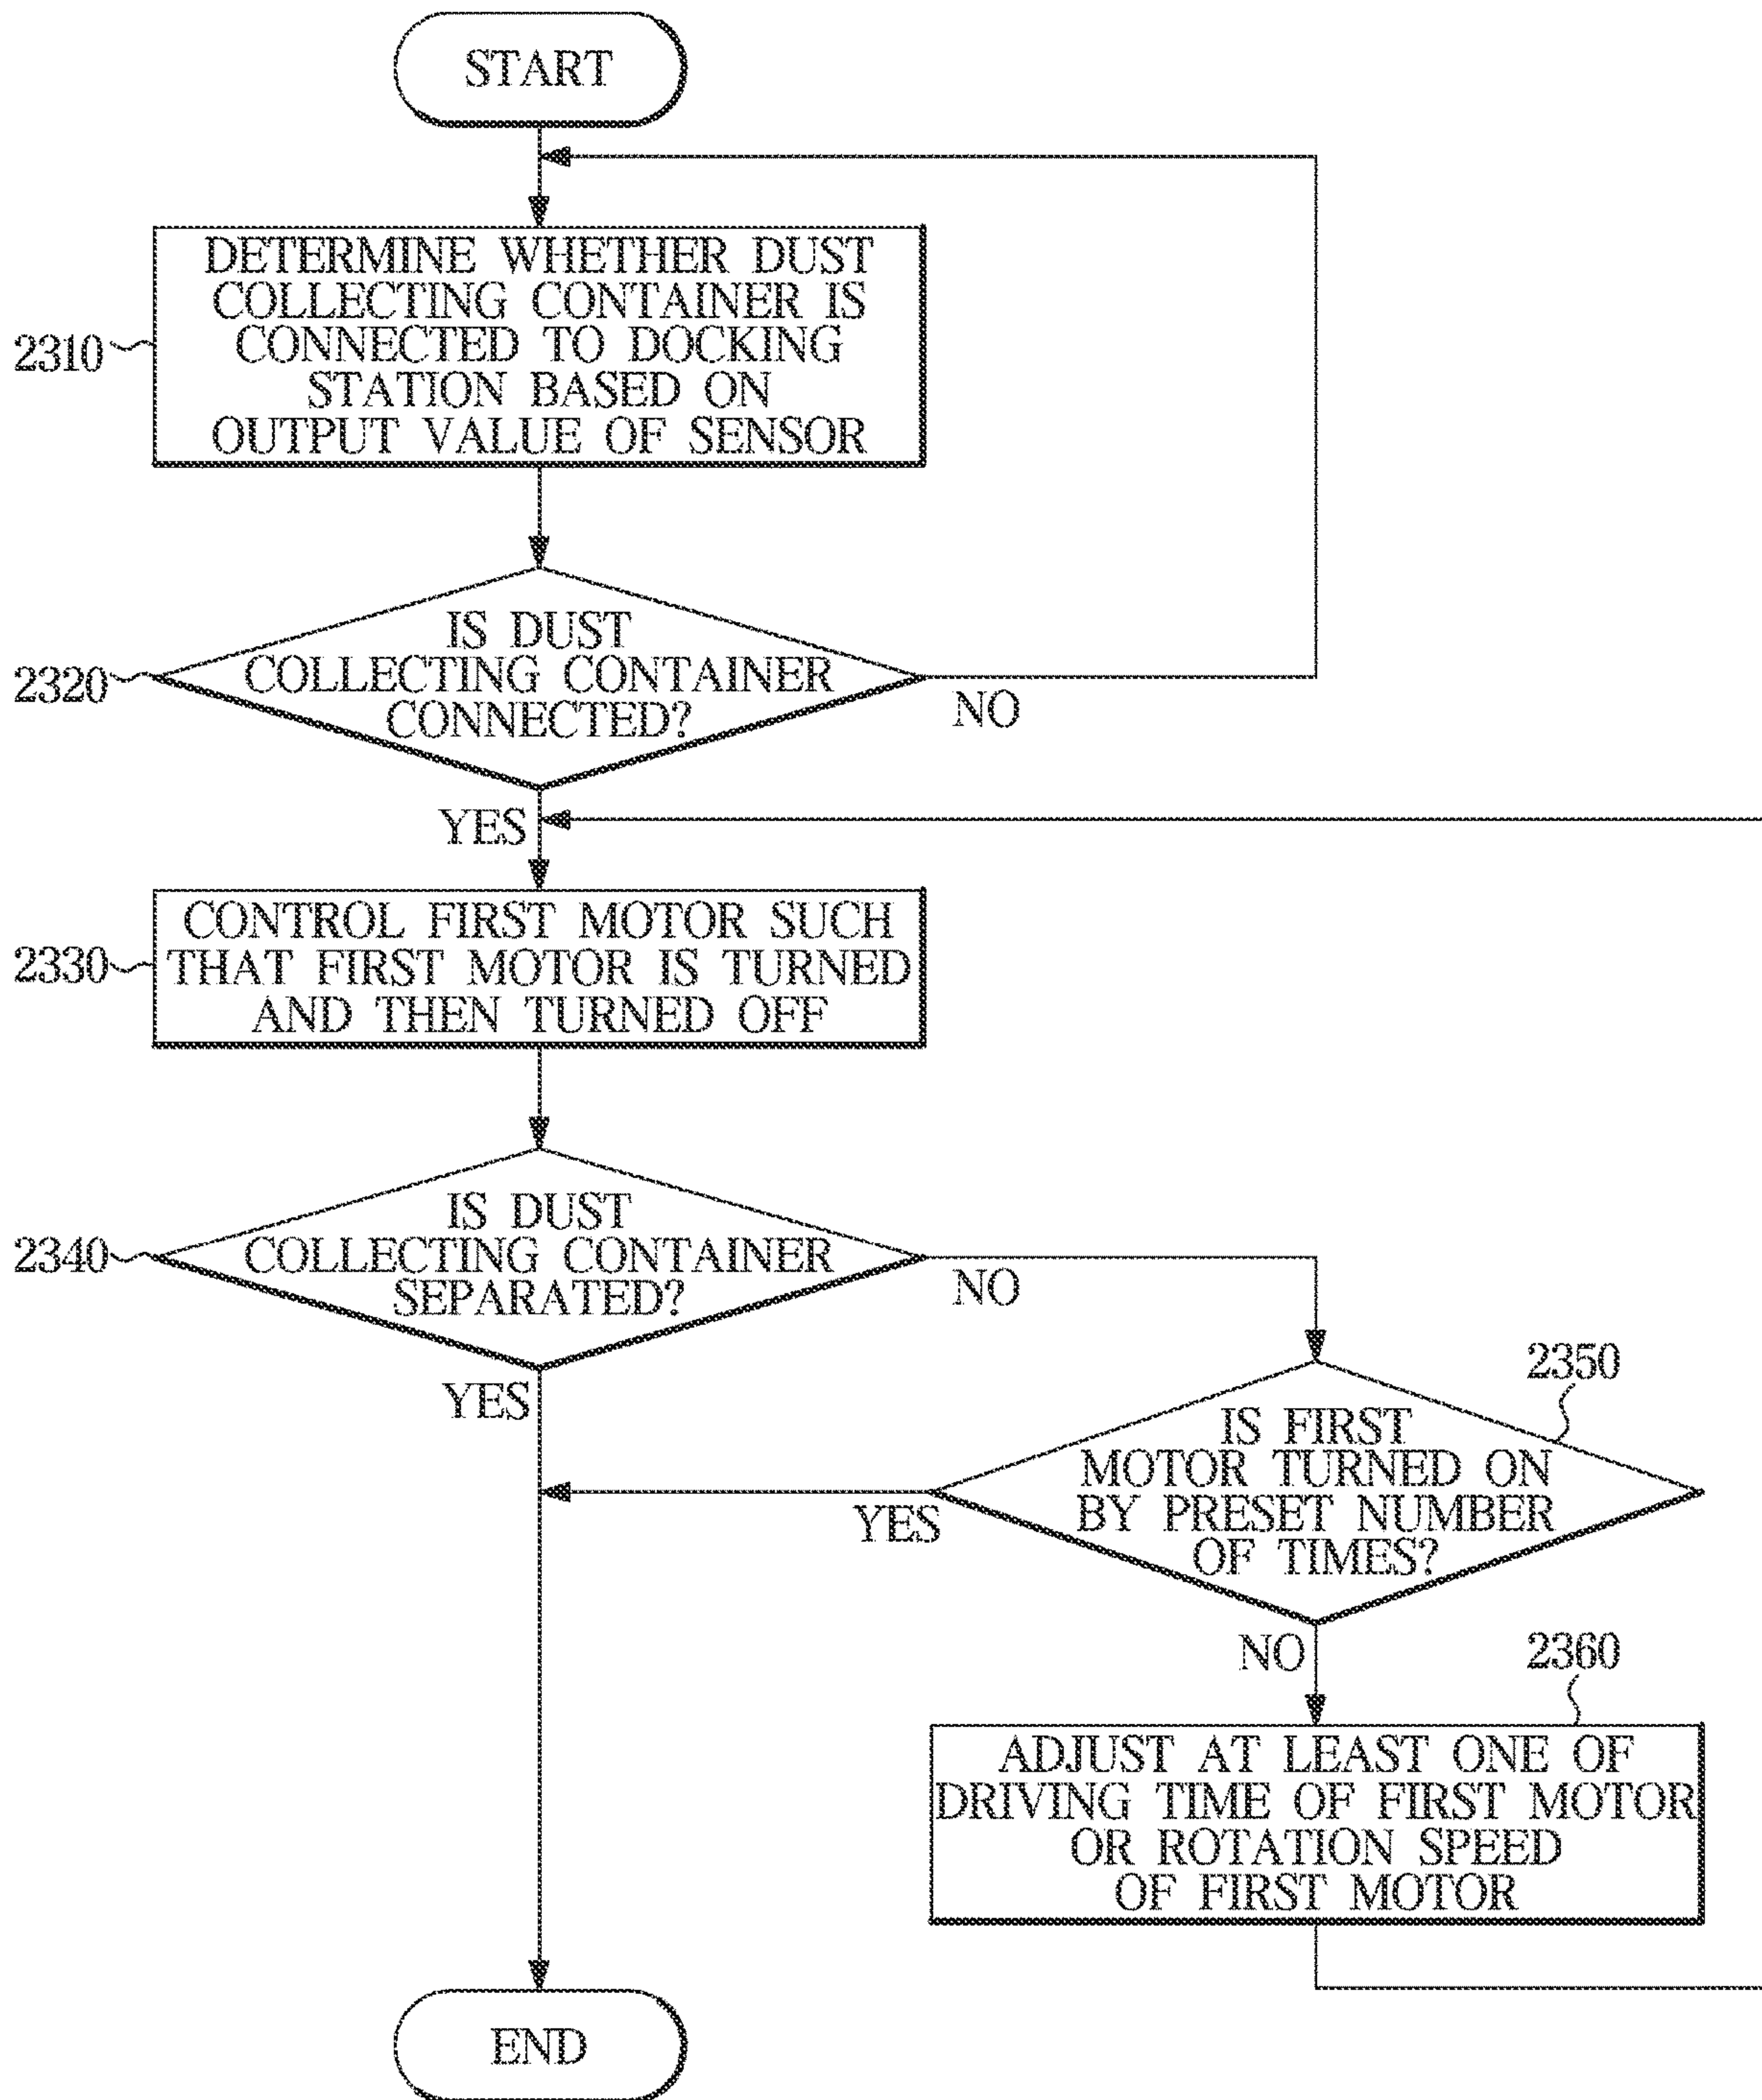 START
DETERMINE WHETHER DUST
COLLECTING CONTAINER IS
CONNECTED TO DOCKING
STATION BASED ON
OUTPUT VALUE OF SENSOR
2310
IS DUST
COLLECTING CONTAINER
CONNECTED?
2320
NO
YES
CONTROL FIRST MOTOR SUCH
THAT FIRST MOTOR IS TURNED
AND THEN TURNED OFF
2330
IS DUST
COLLECTING CONTAINER
SEPARATED?
2340
NO
YES
2350
IS FIRST
MOTOR TURNED ON
BY PRESET NUMBER
OF TIMES?
YES
NO
2360
ADJUST AT LEAST ONE OF
DRIVING TIME OF FIRST MOTOR
OR ROTATION SPEED
OF FIRST MOTOR
END